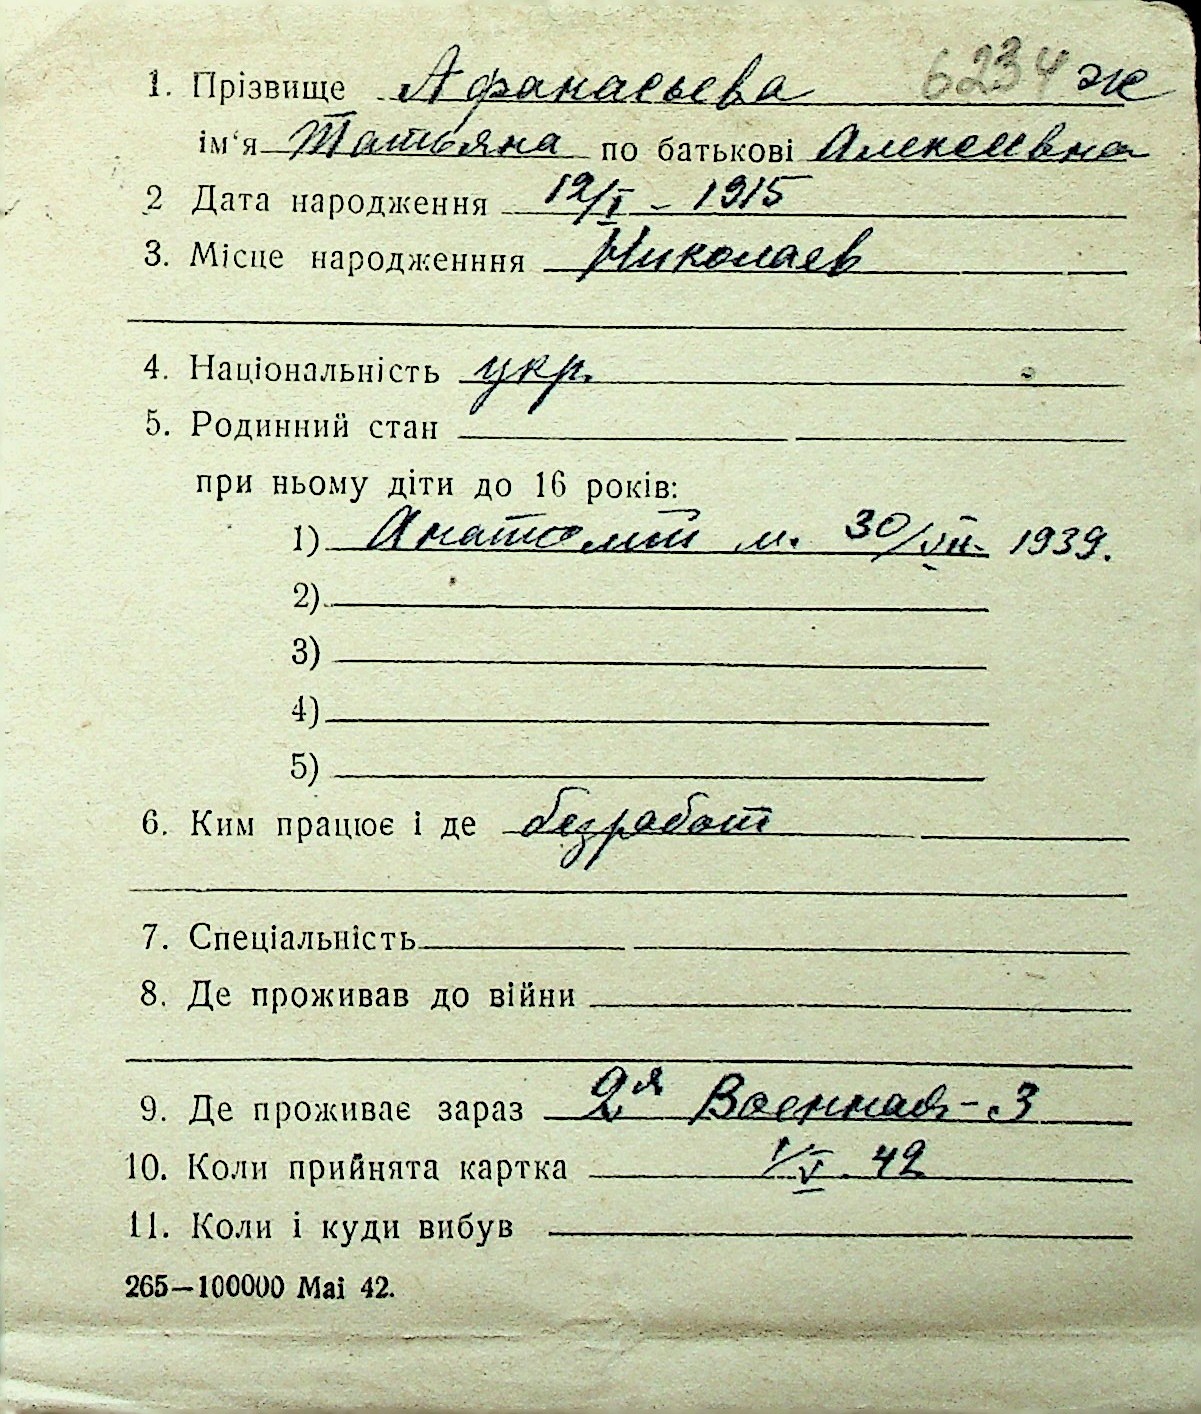 6234 ж
1. Прізвище Афанасьева
ім‘я Татьяна по батькові Алексеевна
2 Дата народження 12/I – 1915
3. Місце народженння Николаев
4. Національність укр.
5. Родинний стан
при ньому діти до 16 років:
1) Анатолий м. 30/VII. 1939.
2)
3)
4)
5)
6. Ким працює і де безработ
7. Спеціальність
8. Де проживав до війни
9. Де проживає зараз 2я Военная – 3
10. Коли прийнята картка 1/V. 42
11. Коли і куди вибув
265—100000 Mai 42.